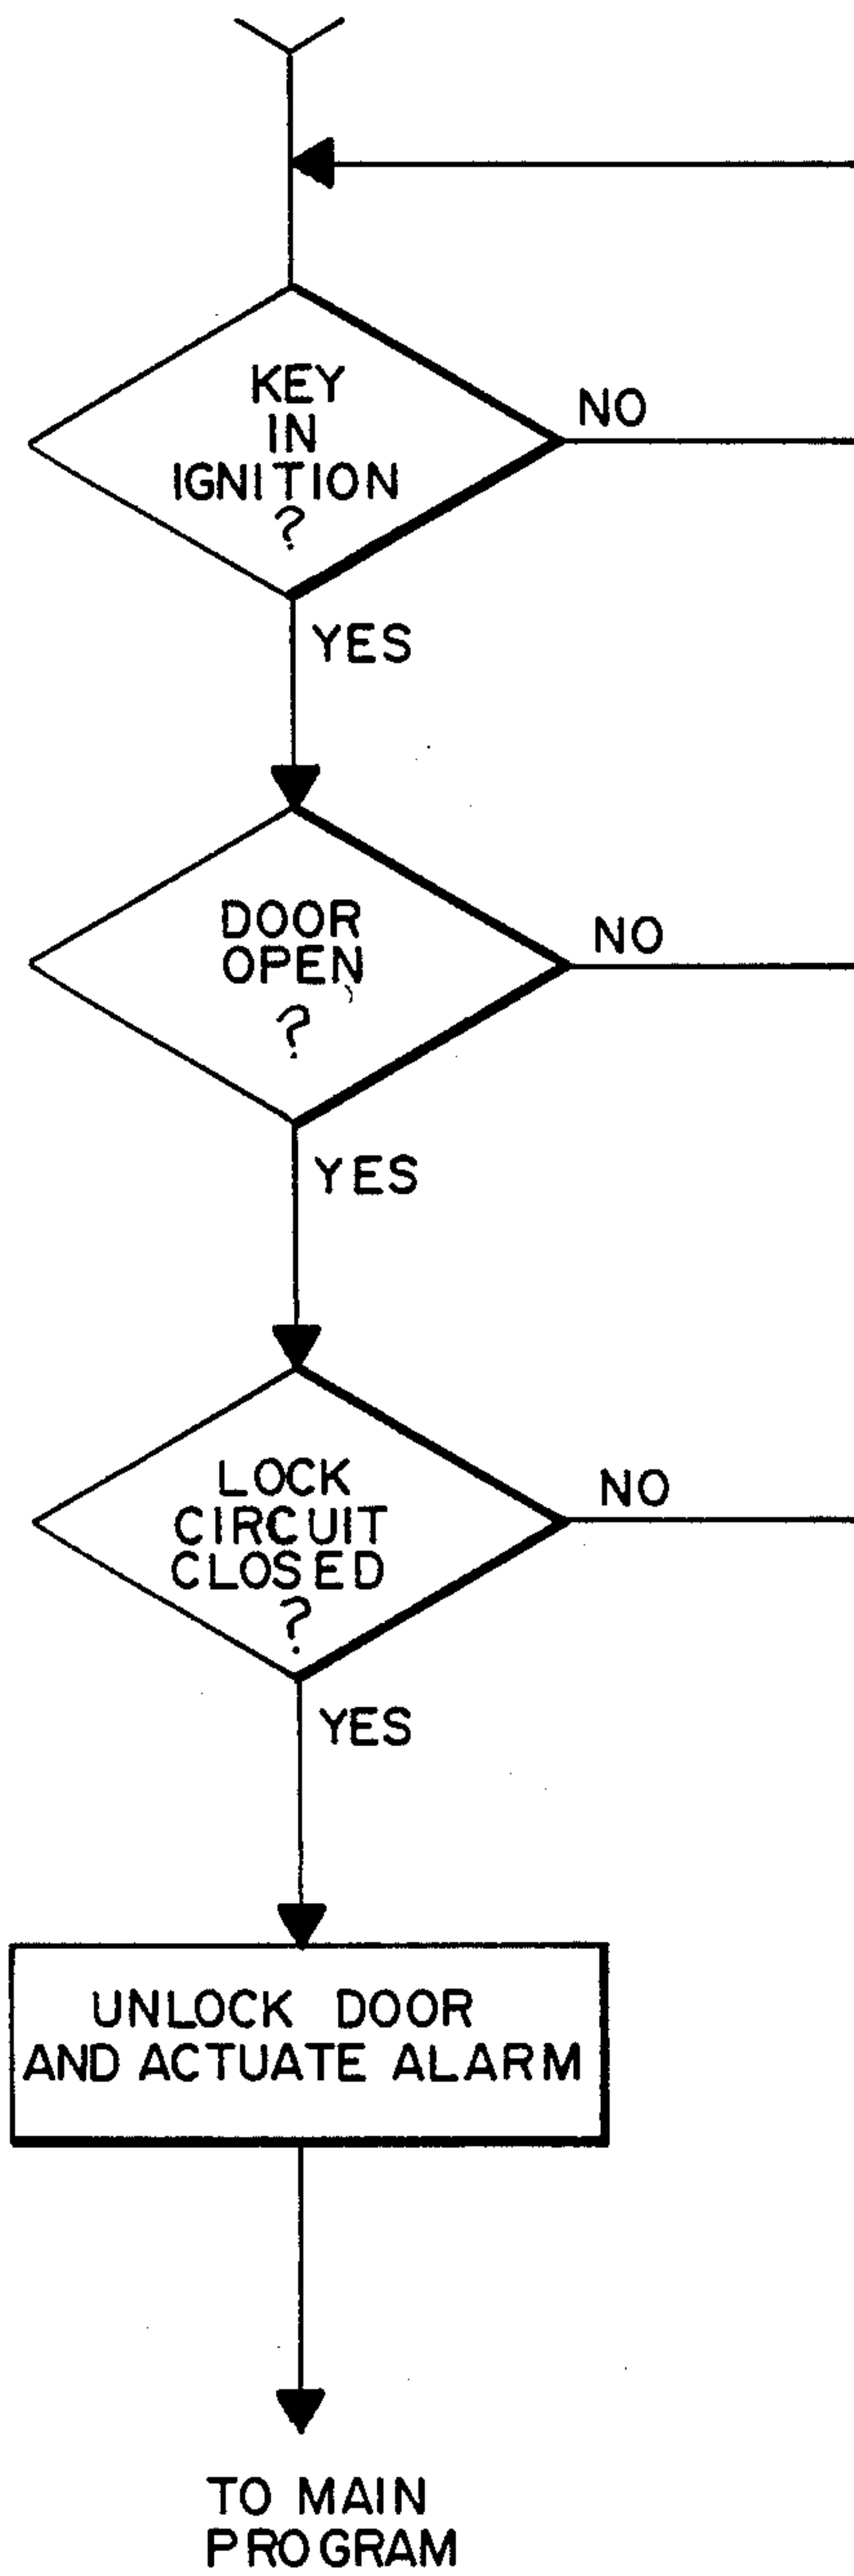 KEY
IN
IGNITION
?
NO
YES
DOOR
OPEN
?
NO
YES
LOCK
CIRCUIT
CLOSED
?
NO
YES
UNLOCK DOOR
AND ACTUATE ALARM
TO MAIN
PROGRAM